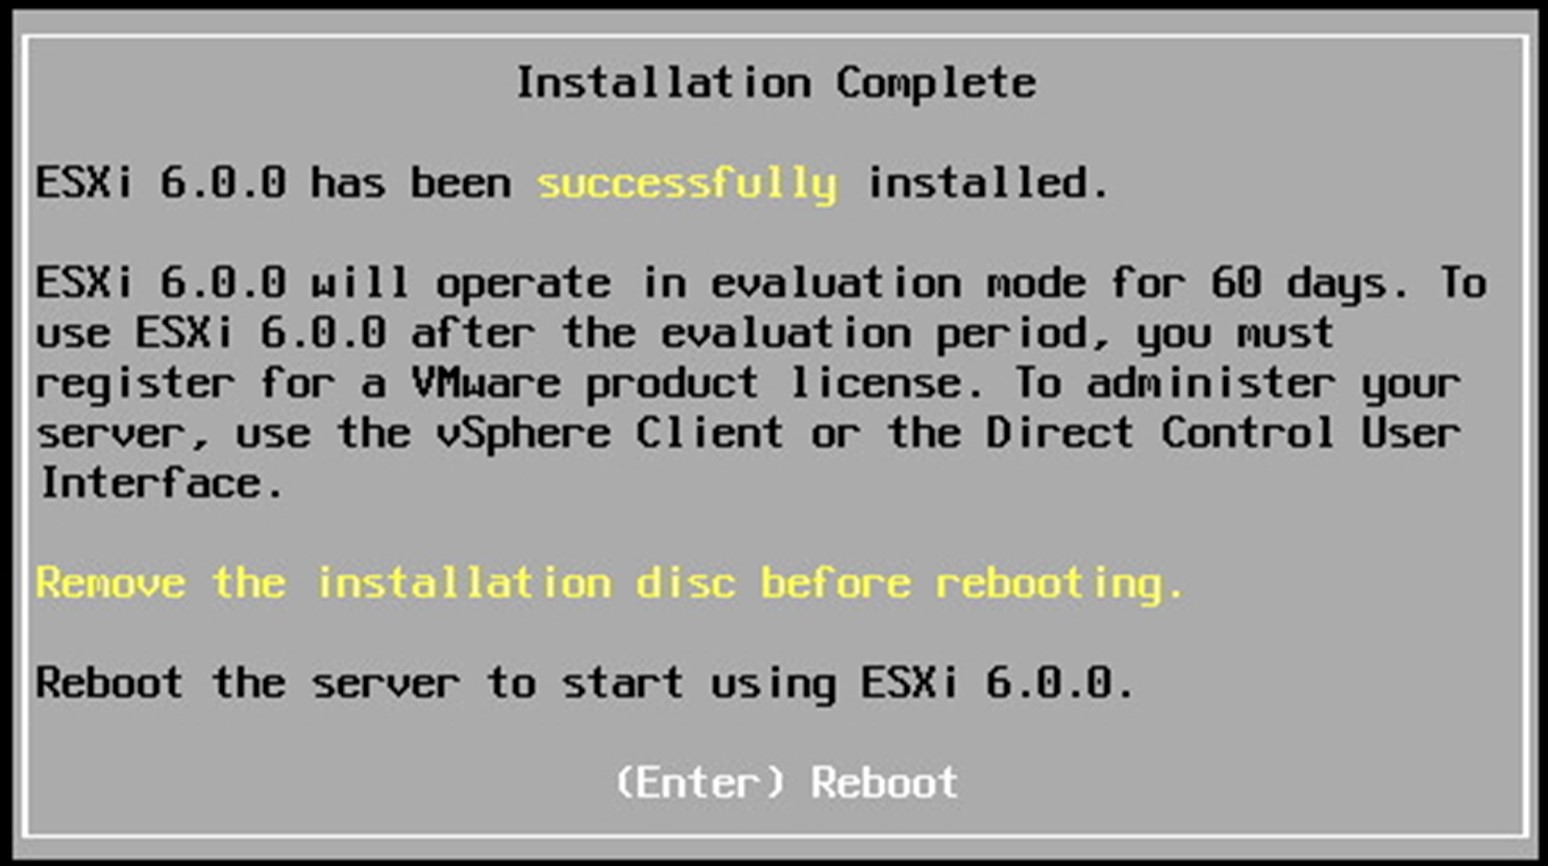 Installation Complete
ESXi 6.0.0 has been successfully installed.
ESXi 6.0.0 will operate in evaluation mode for 60 days. To
use ESXi 6.0.0 after the evaluation period, you must
register for a VMware product license. To administer your
server, use the vSphere Client or the Direct Control User
Interface.
Remove the installation disc before rebooting.
Reboot the server to start using ESXi 6.0.0.
(Enter) Reboot